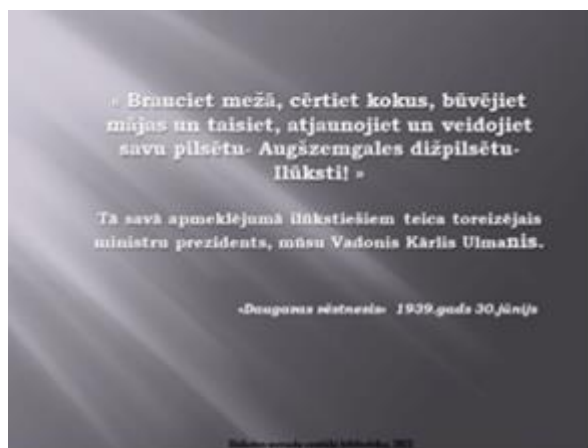 « Brauciet mežā, cērtiet kokus, būvējiet
mājas un taisiet, atjaunojiet un veidojiet
savu pilsētu- Augšzemgales dižpilsētu-
Ilūksti! »
Tā savā apmeklējumā ilūkstiešiem teica toreizējais
ministru prezidents, mūsu Vadonis Kārlis Ulmanis.
«Daugavas vēstnesis» 1939.gads 30.jūnijs